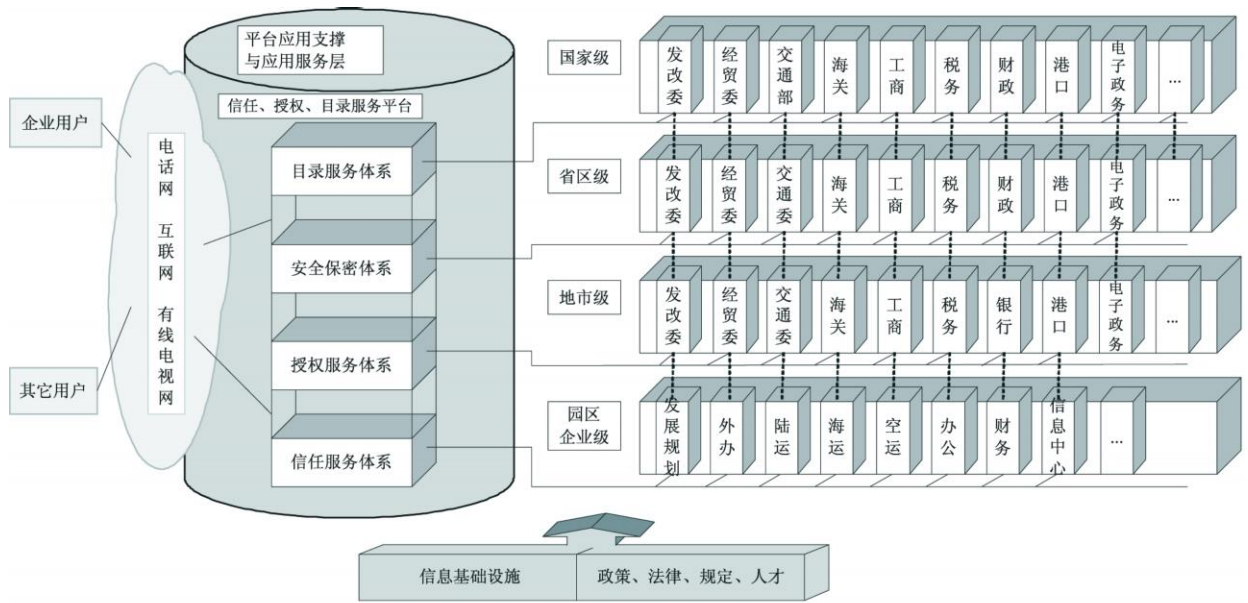 平台应用支撑
与应用服务层
信任、授权、目录服务平台
目录服务体系
安全保密体系
授权服务体系
信任服务体系
企业用户
其它用户
电话网
互联网
有线电视网
国家级
发改委
经贸委
交通部
海关
工商
税务
财政
港口
电子政务
...
省区级
发改委
经贸委
交通委
海关
工商
税务
财政
港口
电子政务
...
地市级
发改委
经贸委
交通委
海关
工商
税务
银行
港口
电子政务
...
园区
企业级
发展规划
外办
陆运
海运
空运
办公
财务
信息中心
...
信息基础设施
政策、法律、规定、人才